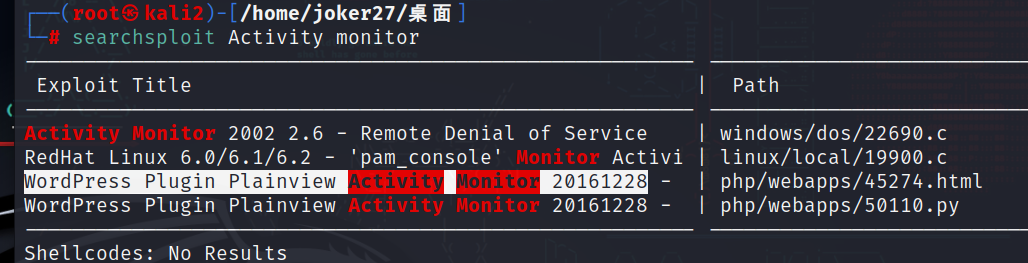 ┌──(root㉿kali2)-[/home/joker27/桌面]
└─# searchsploit Activity monitor
Exploit Title | Path
Activity Monitor 2002 2.6 - Remote Denial of Service | windows/dos/22690.c
RedHat Linux 6.0/6.1/6.2 - 'pam_console' Monitor Activi | linux/local/19900.c
WordPress Plugin Plainview Activity Monitor 20161228 - | php/webapps/45274.html
WordPress Plugin Plainview Activity Monitor 20161228 - | php/webapps/50110.py
Shellcodes: No Results